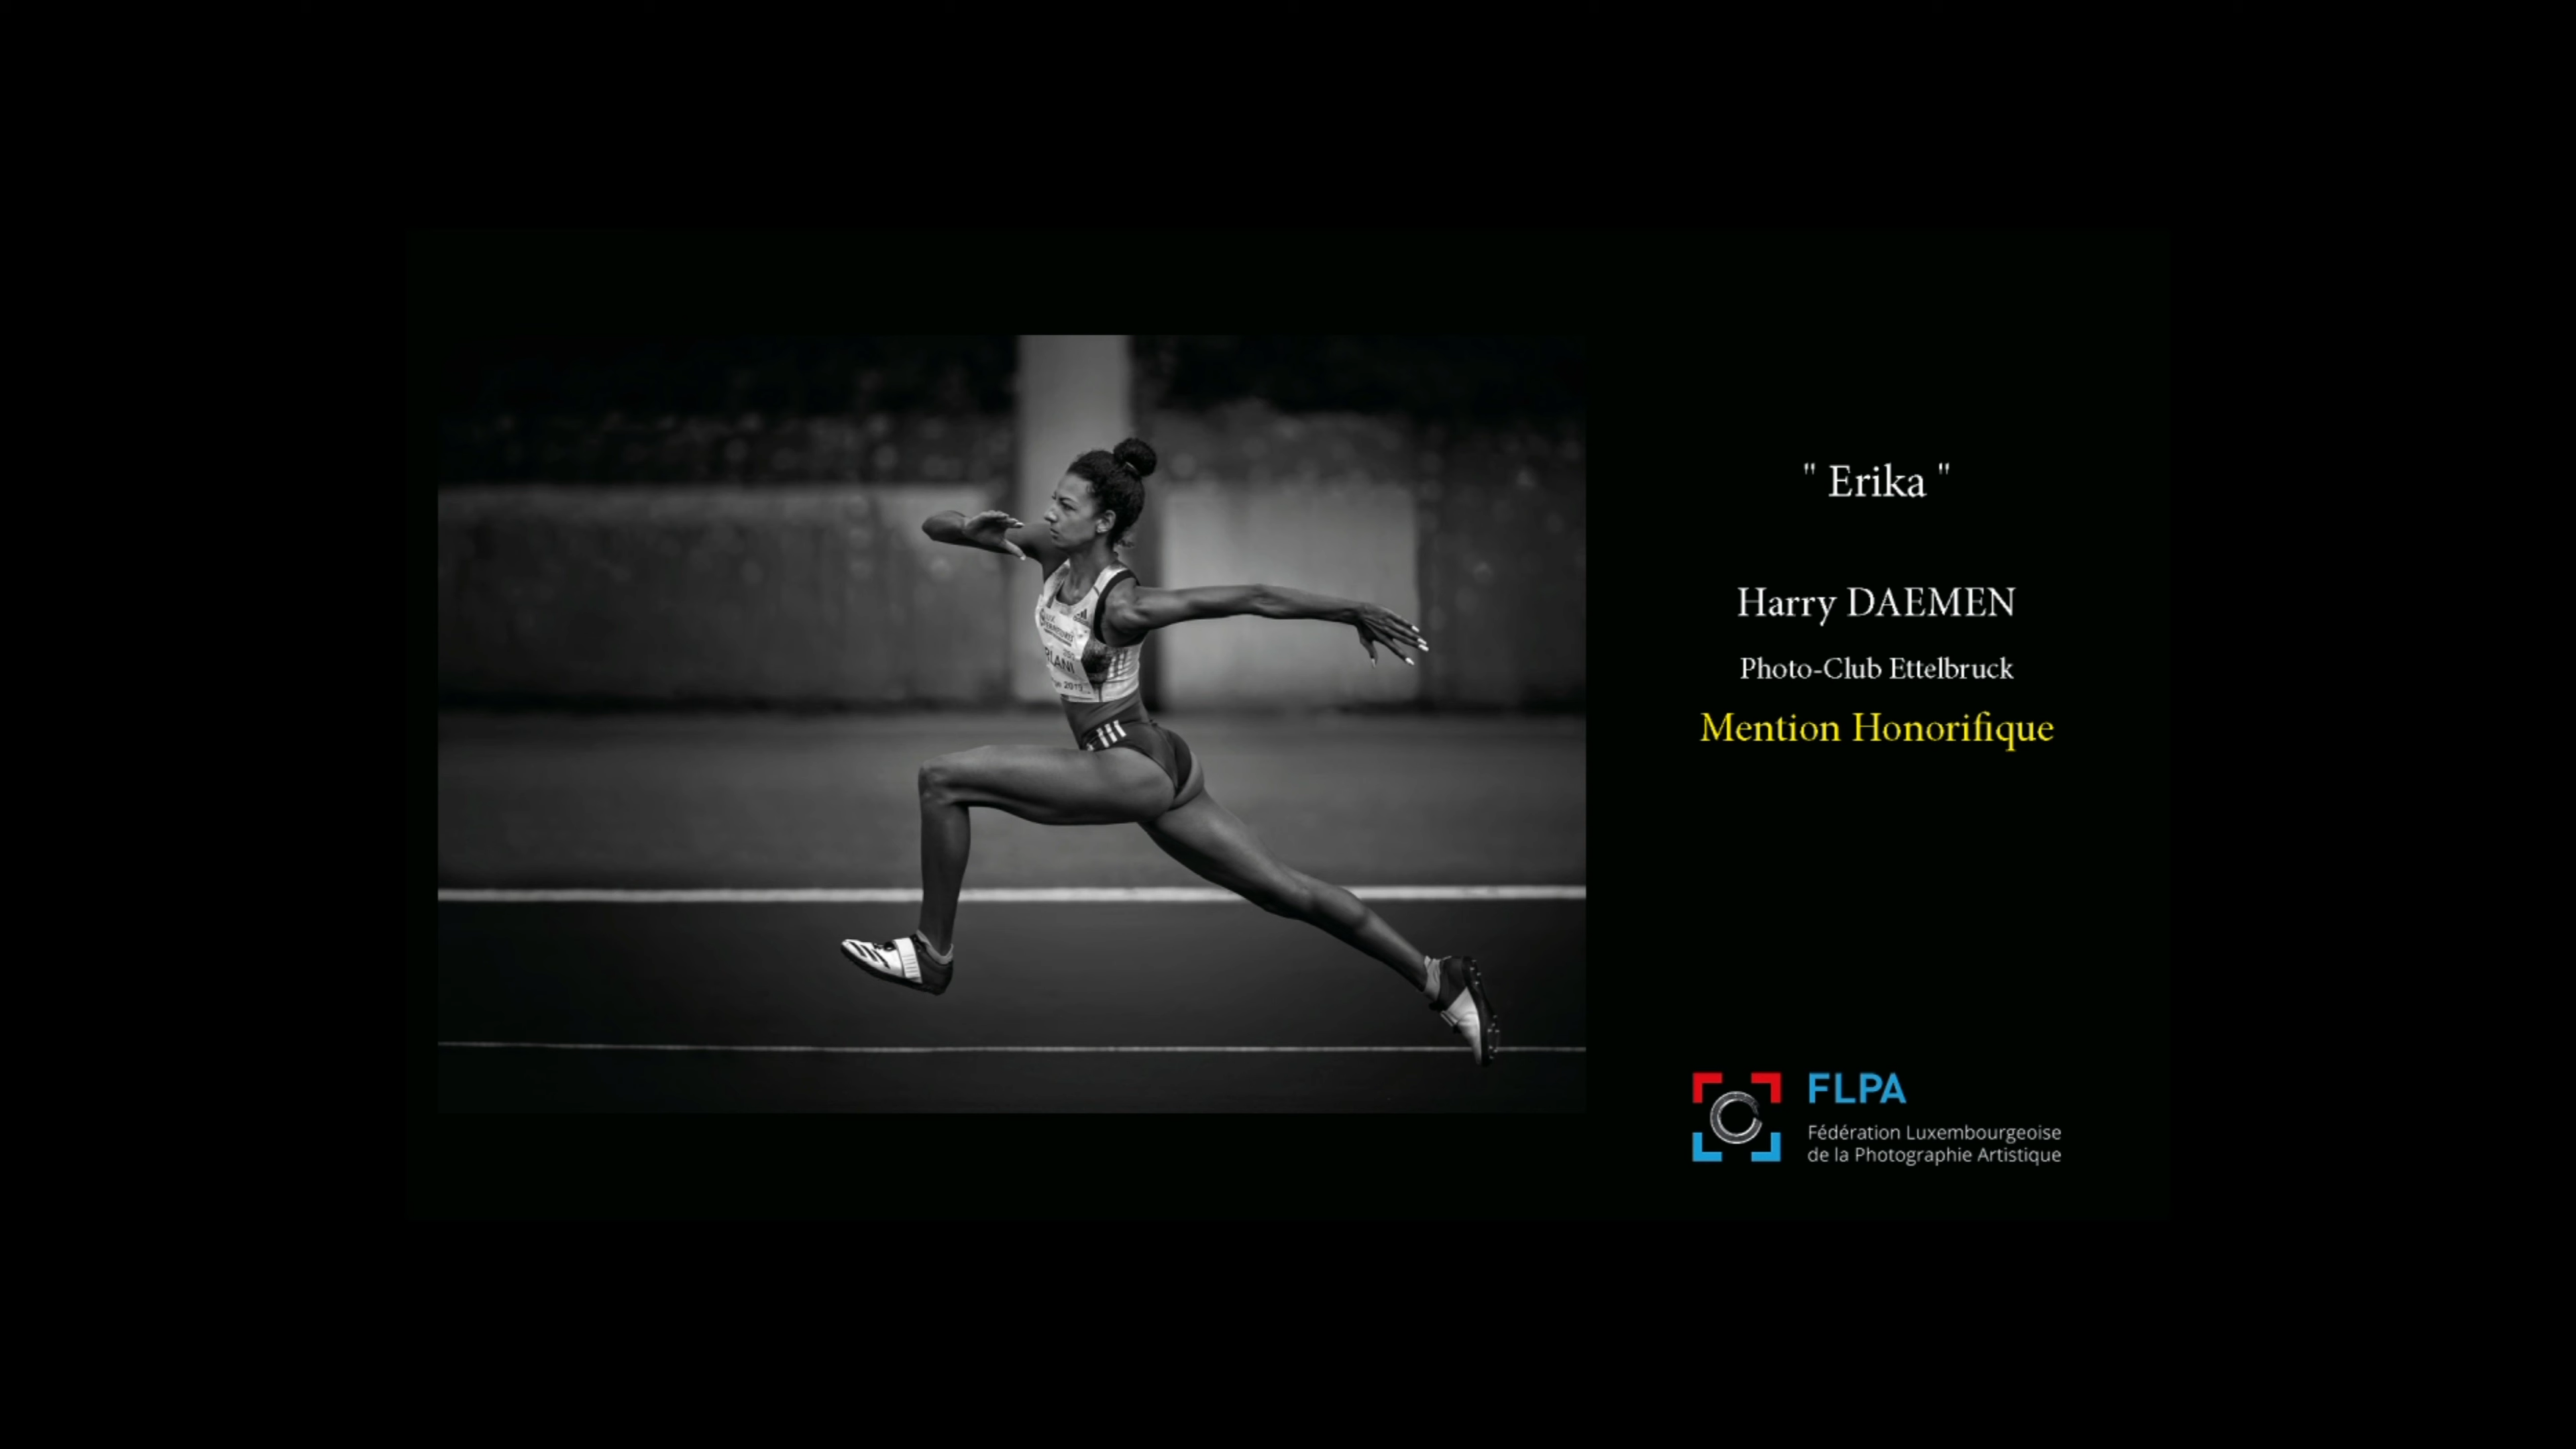 " Erika "
Harry DAEMEN
Photo-Club Ettelbruck
Mention Honorifique
FLPA
Fédération Luxembourgeoise
de la Photographie Artistique